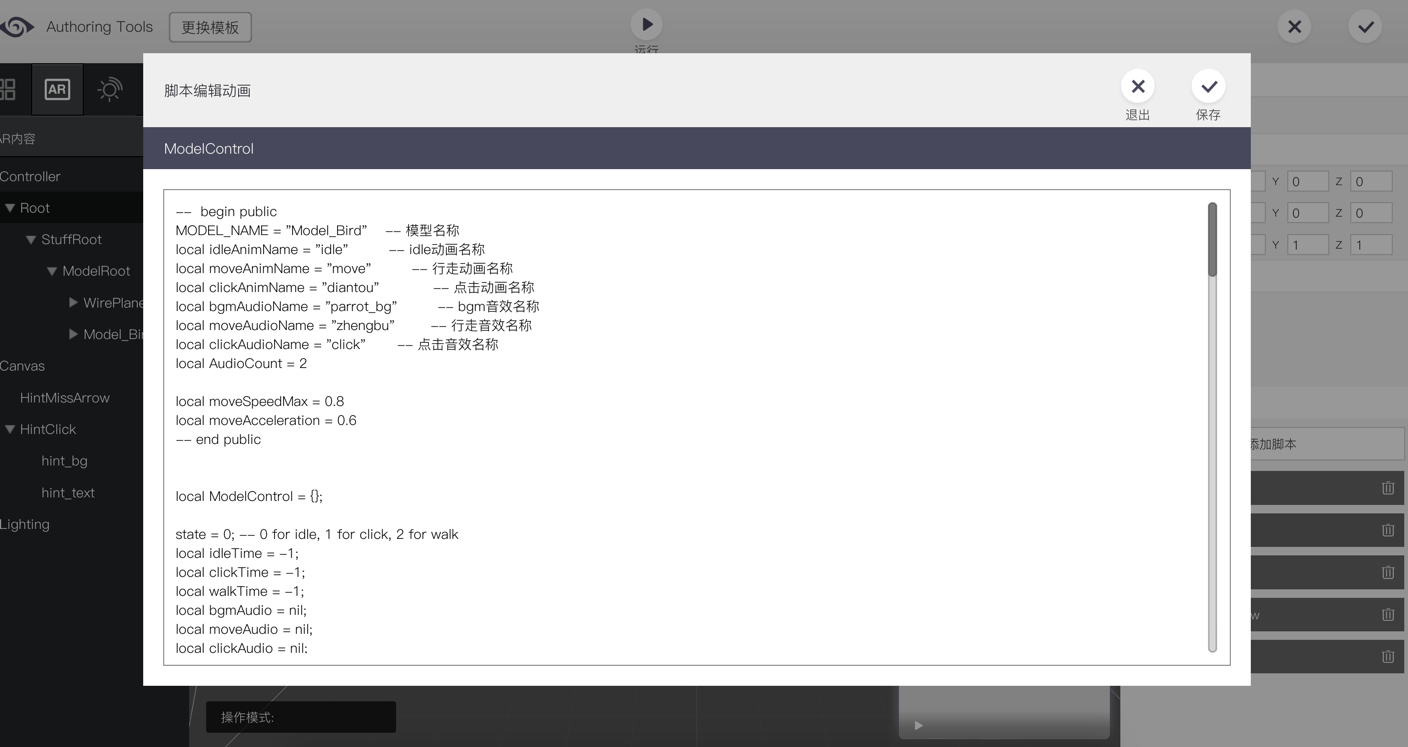 Authoring Tools
更换模板
运行
脚本编辑动画
退出
保存
ModelControl
AR
AR内容
Controller
Root
StuffRoot
ModelRoot
WirePlane
Model_Bi
Canvas
HintMissArrow
HintClick
hint_bg
hint_text
Lighting
--  begin public
MODEL_NAME = "Model_Bird"    -- 模型名称
local idleAnimName = "idle"         -- idle动画名称
local moveAnimName = "move"         -- 行走动画名称
local clickAnimName = "diantou"            -- 点击动画名称
local bgmAudioName = "parrot_bg"         -- bgm音效名称
local moveAudioName = "zhengbu"        -- 行走音效名称
local clickAudioName = "click"       -- 点击音效名称
local AudioCount = 2
local moveSpeedMax = 0.8
local moveAcceleration = 0.6
-- end public
local ModelControl = {};
state = 0; -- 0 for idle, 1 for click, 2 for walk
local idleTime = -1;
local clickTime = -1;
local walkTime = -1;
local bgmAudio = nil;
local moveAudio = nil;
local clickAudio = nil;
Y 0 Z 0
Y 0 Z 0
Y 1 Z 1
添加脚本
w
操作模式: